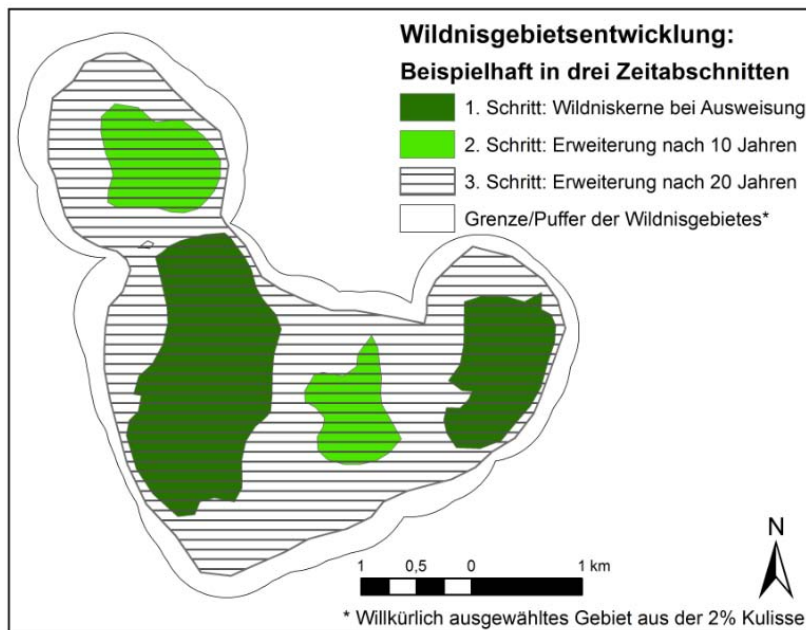 Wildnisgebietsentwicklung:
Beispielhaft in drei Zeitabschnitten
1. Schritt: Wildniskerne bei Ausweisung
2. Schritt: Erweiterung nach 10 Jahren
3. Schritt: Erweiterung nach 20 Jahren
Grenze/Puffer der Wildnisgebietes*
N
1 0,5 0 1 km
* Willkürlich ausgewähltes Gebiet aus der 2% Kulisse